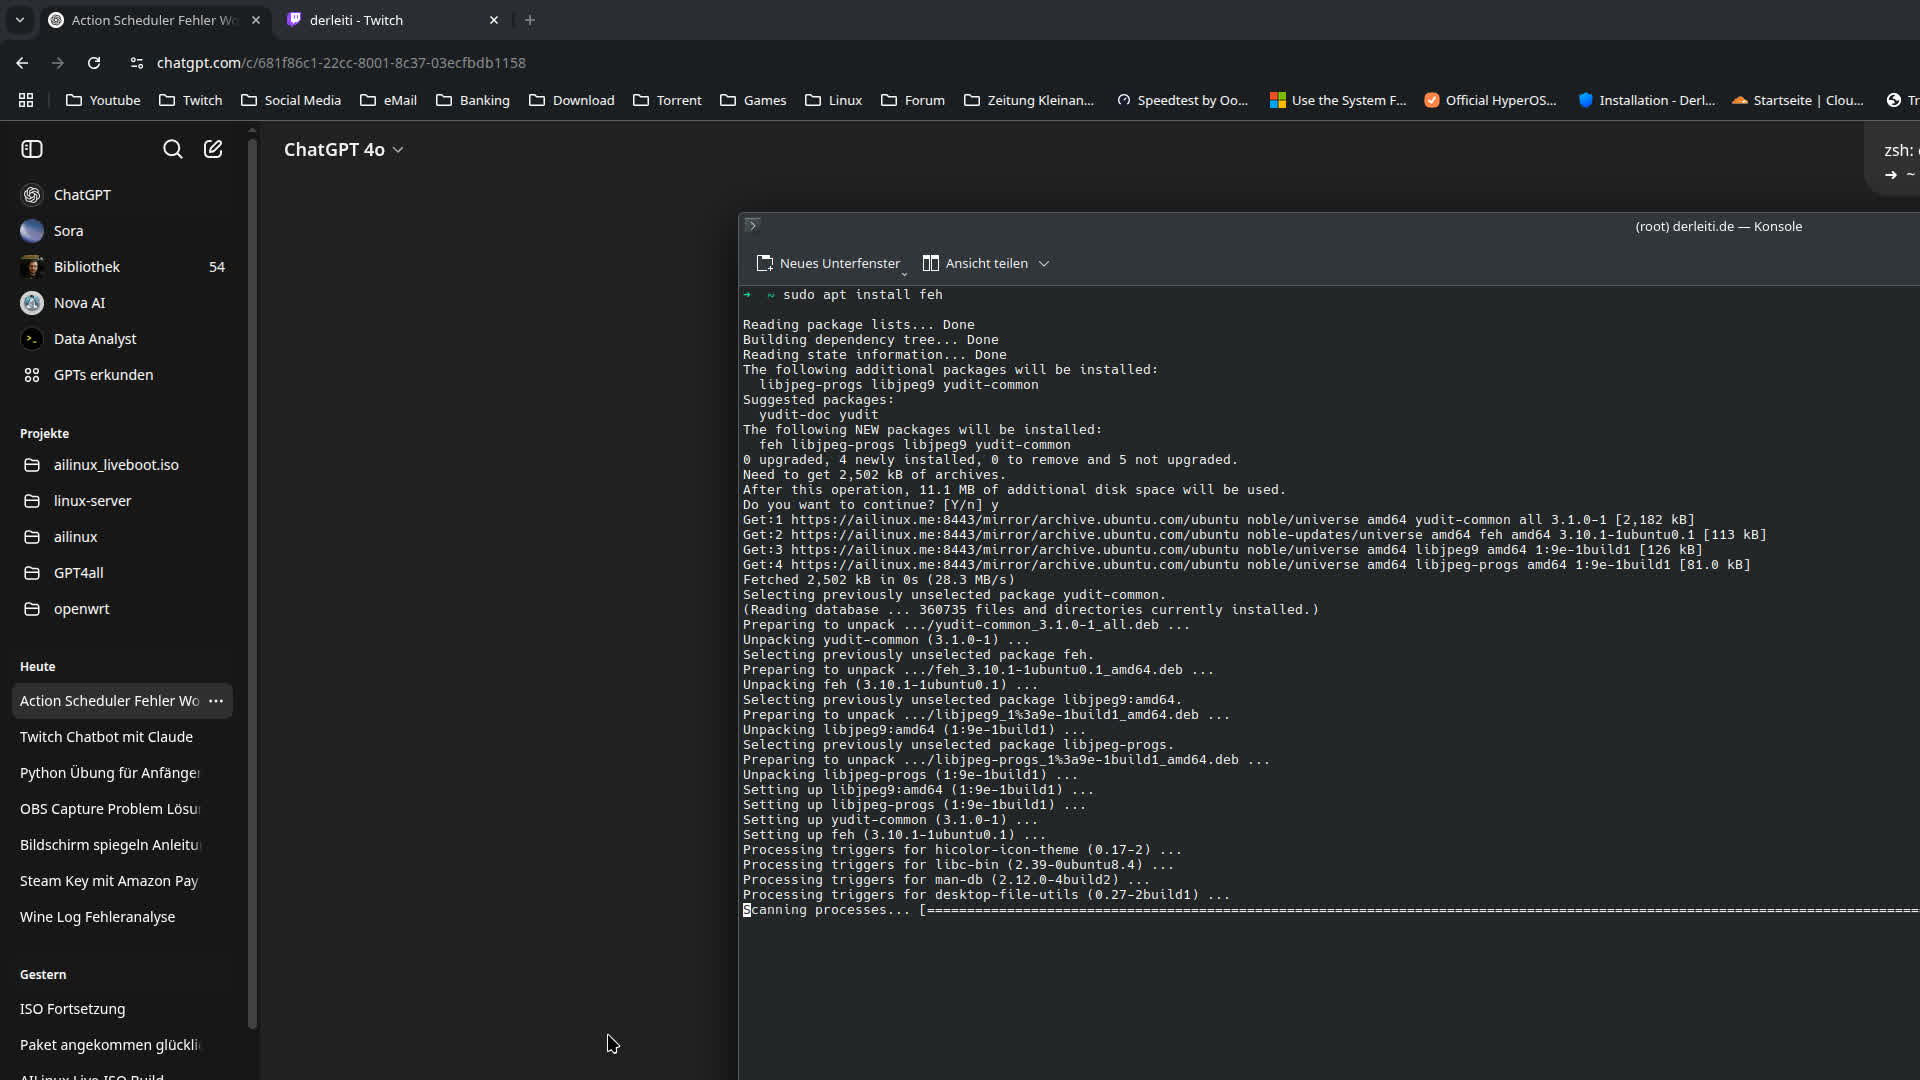 Action Scheduler Fehler Wo
derleiti - Twitch
chatgpt.com/c/681f86c1-22cc-8001-8c37-03ecfbdb1158
Youtube Twitch Social Media eMail Banking Download Torrent Games Linux Forum Zeitung Kleinan... Speedtest by Oo... Use the System F... Official HyperOS... Installation - Derl... Startseite | Clou... Tr
ChatGPT
Sora
Bibliothek 54
Nova AI
Data Analyst
GPTs erkunden
Projekte
ailinux_liveboot.iso
linux-server
ailinux
GPT4all
openwrt
Heute
Action Scheduler Fehler Wo
Twitch Chatbot mit Claude
Python Übung für Anfänger
OBS Capture Problem Lösu
Bildschirm spiegeln Anleitu
Steam Key mit Amazon Pay
Wine Log Fehleranalyse
Gestern
ISO Fortsetzung
Paket angekommen glückli
AILinux Live ISO Build
ChatGPT 4o
zsh:
➜ ~
(root) derleiti.de — Konsole
Neues Unterfenster Ansicht teilen
➜ ~ sudo apt install feh
Reading package lists... Done
Building dependency tree... Done
Reading state information... Done
The following additional packages will be installed:
libjpeg-progs libjpeg9 yudit-common
Suggested packages:
yudit-doc yudit
The following NEW packages will be installed:
feh libjpeg-progs libjpeg9 yudit-common
0 upgraded, 4 newly installed, 0 to remove and 5 not upgraded.
Need to get 2,502 kB of archives.
After this operation, 11.1 MB of additional disk space will be used.
Do you want to continue? [Y/n] y
Get:1 https://ailinux.me:8443/mirror/archive.ubuntu.com/ubuntu noble/universe amd64 yudit-common all 3.1.0-1 [2,182 kB]
Get:2 https://ailinux.me:8443/mirror/archive.ubuntu.com/ubuntu noble-updates/universe amd64 feh amd64 3.10.1-1ubuntu0.1 [113 kB]
Get:3 https://ailinux.me:8443/mirror/archive.ubuntu.com/ubuntu noble/universe amd64 libjpeg9 amd64 1:9e-1build1 [126 kB]
Get:4 https://ailinux.me:8443/mirror/archive.ubuntu.com/ubuntu noble/universe amd64 libjpeg-progs amd64 1:9e-1build1 [81.0 kB]
Fetched 2,502 kB in 0s (28.3 MB/s)
Selecting previously unselected package yudit-common.
(Reading database ... 360735 files and directories currently installed.)
Preparing to unpack .../yudit-common_3.1.0-1_all.deb ...
Unpacking yudit-common (3.1.0-1) ...
Selecting previously unselected package feh.
Preparing to unpack .../feh_3.10.1-1ubuntu0.1_amd64.deb ...
Unpacking feh (3.10.1-1ubuntu0.1) ...
Selecting previously unselected package libjpeg9:amd64.
Preparing to unpack .../libjpeg9_1%3a9e-1build1_amd64.deb ...
Unpacking libjpeg9:amd64 (1:9e-1build1) ...
Selecting previously unselected package libjpeg-progs.
Preparing to unpack .../libjpeg-progs_1%3a9e-1build1_amd64.deb ...
Unpacking libjpeg-progs (1:9e-1build1) ...
Setting up libjpeg9:amd64 (1:9e-1build1) ...
Setting up libjpeg-progs (1:9e-1build1) ...
Setting up yudit-common (3.1.0-1) ...
Setting up feh (3.10.1-1ubuntu0.1) ...
Processing triggers for hicolor-icon-theme (0.17-2) ...
Processing triggers for libc-bin (2.39-0ubuntu8.4) ...
Processing triggers for man-db (2.12.0-4build2) ...
Processing triggers for desktop-file-utils (0.27-2build1) ...
Scanning processes... [============================================================================================================================